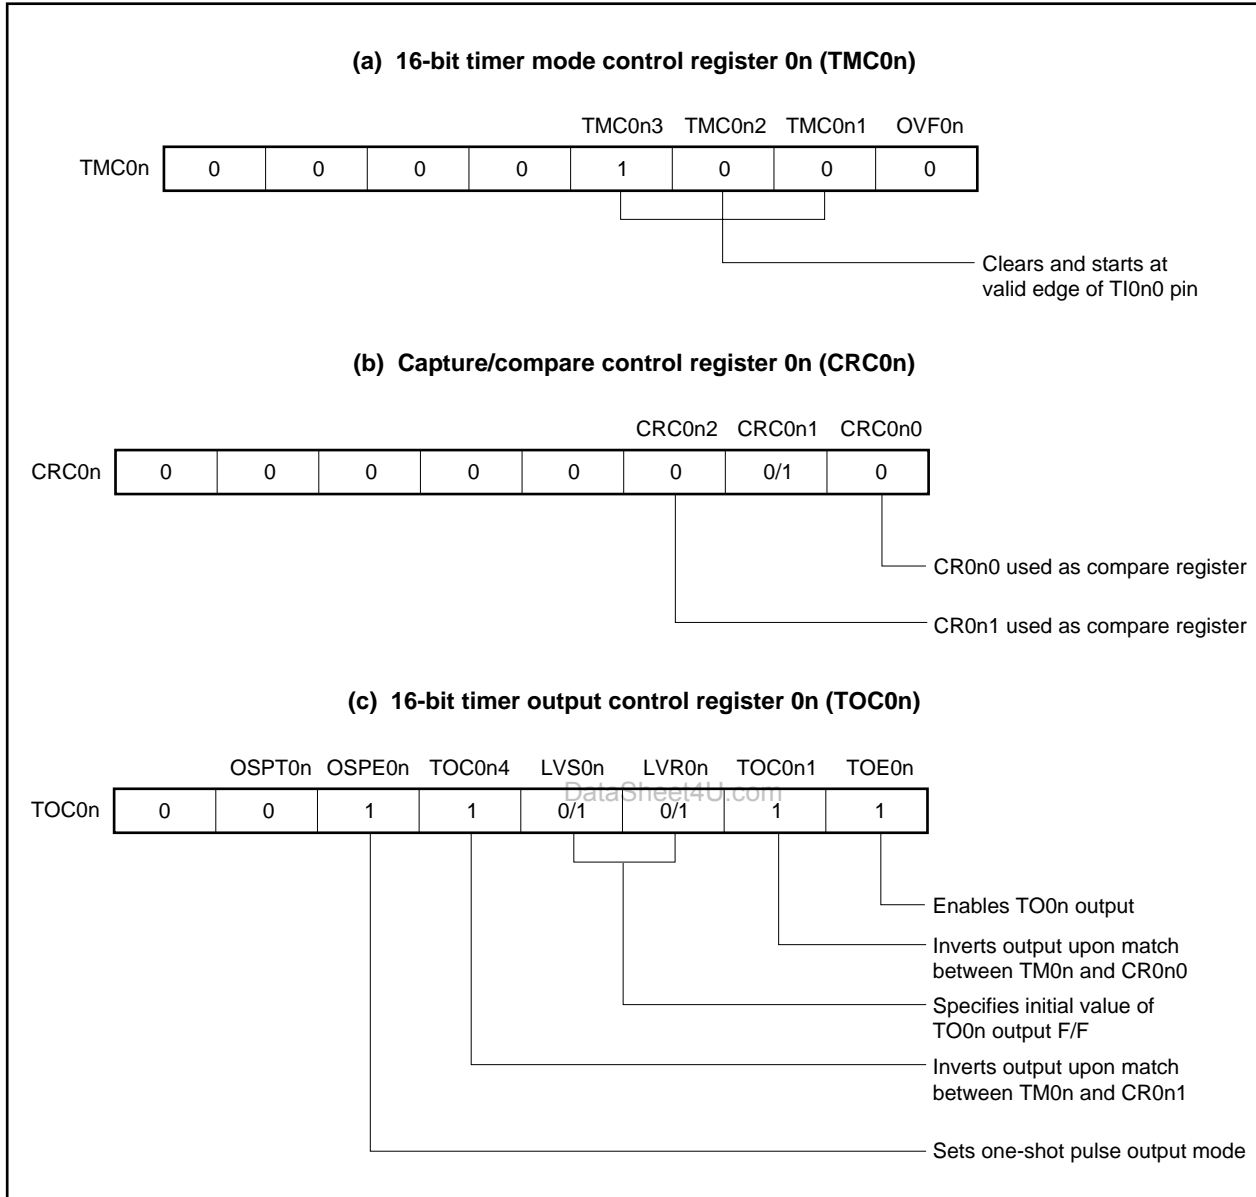 (a) 16-bit timer mode control register 0n (TMC0n)
TMC0n3 TMC0n2 TMC0n1 OVF0n
TMC0n 0 0 0 0 1 0 0 0
Clears and starts at
valid edge of TI0n0 pin
(b) Capture/compare control register 0n (CRC0n)
CRC0n2 CRC0n1 CRC0n0
CRC0n 0 0 0 0 0 0 0/1 0
CR0n0 used as compare register
CR0n1 used as compare register
(c) 16-bit timer output control register 0n (TOC0n)
OSPT0n OSPE0n TOC0n4 LVS0n LVR0n TOC0n1 TOE0n
DataSheet4U.com
TOC0n 0 0 1 1 0/1 0/1 1 1
Enables TO0n output
Inverts output upon match
between TM0n and CR0n0
Specifies initial value of
TO0n output F/F
Inverts output upon match
between TM0n and CR0n1
Sets one-shot pulse output mode